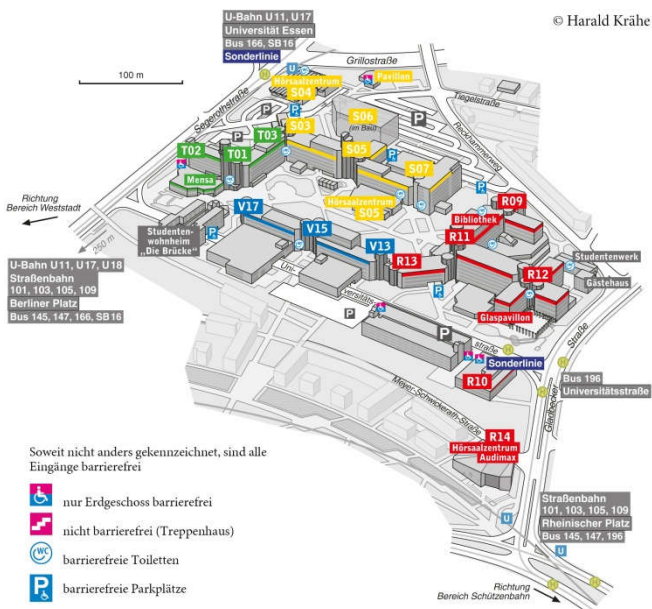 © Harald Krähe
U-Bahn U11, U17
Universität Essen
Bus 166, SB16
Sonderlinie
100 m
Grillostraße
Segerothstraße
U
H
Hörsaalzentrum
S04
Pavillon
Tiegelstraße
P
S03
S06
(im Bau)
P
Reckhammerweg
P
T03
T02
T01
S05
P
S07
Mensa
P
R09
Hörsaalzentrum
S05
Bibliothek
Richtung
Bereich Weststadt
V17
R11
250 m
Studenten-
wohnheim
„Die Brücke“
P
V15
V13
R13
Studentenwerk
R12
Gästehaus
U-Bahn U11, U17, U18
Straßenbahn
101, 103, 105, 109
Berliner Platz
Bus 145, 147, 166, SB16
Uni-
versitäts
straße
P
P
P
Glaspavillon
H
Sonderlinie
R10
H
Bus 196
Universitätsstraße
Gladbecker
Straße
Meyer-Schwickerath-Straße
R14
Hörsaalzentrum
Audimax
Soweit nicht anders gekennzeichnet, sind alle
Eingänge barrierefrei
nur Erdgeschoss barrierefrei
nicht barrierefrei (Treppenhaus)
WC
barrierefreie Toiletten
P
barrierefreie Parkplätze
Straßenbahn
101, 103, 105, 109
Rheinischer Platz
Bus 145, 147, 196
U
U
H
H
Richtung
Bereich Schützenbahn